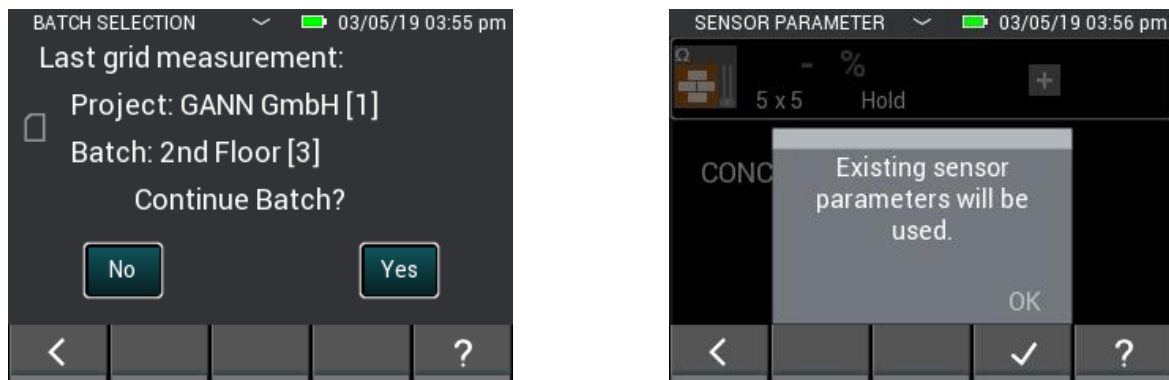 BATCH SELECTION 03/05/19 03:55 pm
Last grid measurement:
Project: GANN GmbH [1]
Batch: 2nd Floor [3]
Continue Batch?
No Yes
?
SENSOR PARAMETER 03/05/19 03:56 pm
Ω
- %
5 x 5 Hold
+
CONC
Existing sensor
parameters will be
used.
OK
?